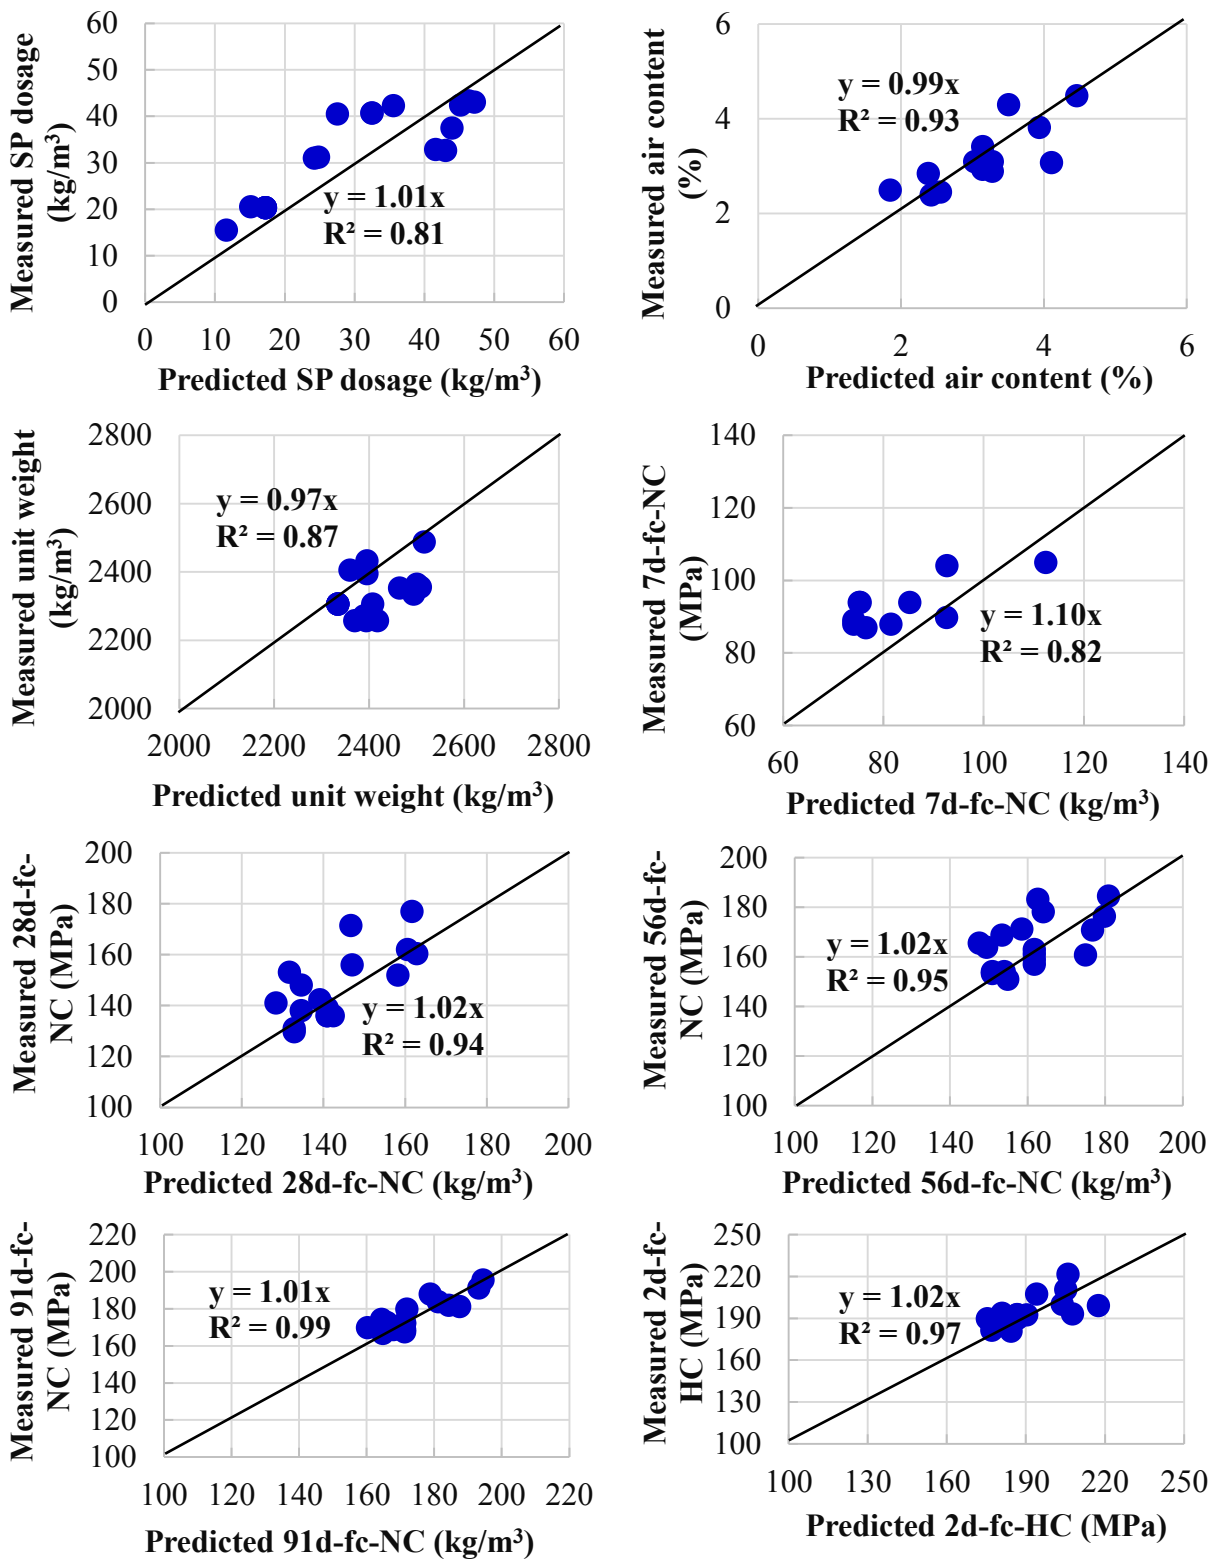 Measured SP dosage
(kg/m³)
60
50
40
30
20
10
0
y = 1.01x
R² = 0.81
0 10 20 30 40 50 60
Predicted SP dosage (kg/m³)
Measured air content
(%)
6
4
2
0
y = 0.99x
R² = 0.93
0 2 4 6
Predicted air content (%)
Measured unit weight
(kg/m³)
2800
2600
2400
2200
2000
y = 0.97x
R² = 0.87
2000 2200 2400 2600 2800
Predicted unit weight (kg/m³)
Measured 7d-fc-NC
(MPa)
140
120
100
80
60
y = 1.10x
R² = 0.82
60 80 100 120 140
Predicted 7d-fc-NC (kg/m³)
Measured 28d-fc-
NC (MPa)
200
180
160
140
120
100
y = 1.02x
R² = 0.94
100 120 140 160 180 200
Predicted 28d-fc-NC (kg/m³)
Measured 56d-fc-
NC (MPa)
200
180
160
140
120
100
y = 1.02x
R² = 0.95
100 120 140 160 180 200
Predicted 56d-fc-NC (kg/m³)
Measured 91d-fc-
NC (MPa)
220
200
180
160
140
120
100
y = 1.01x
R² = 0.99
100 120 140 160 180 200 220
Predicted 91d-fc-NC (kg/m³)
Measured 2d-fc-
HC (MPa)
250
220
190
160
130
100
y = 1.02x
R² = 0.97
100 130 160 190 220 250
Predicted 2d-fc-HC (MPa)